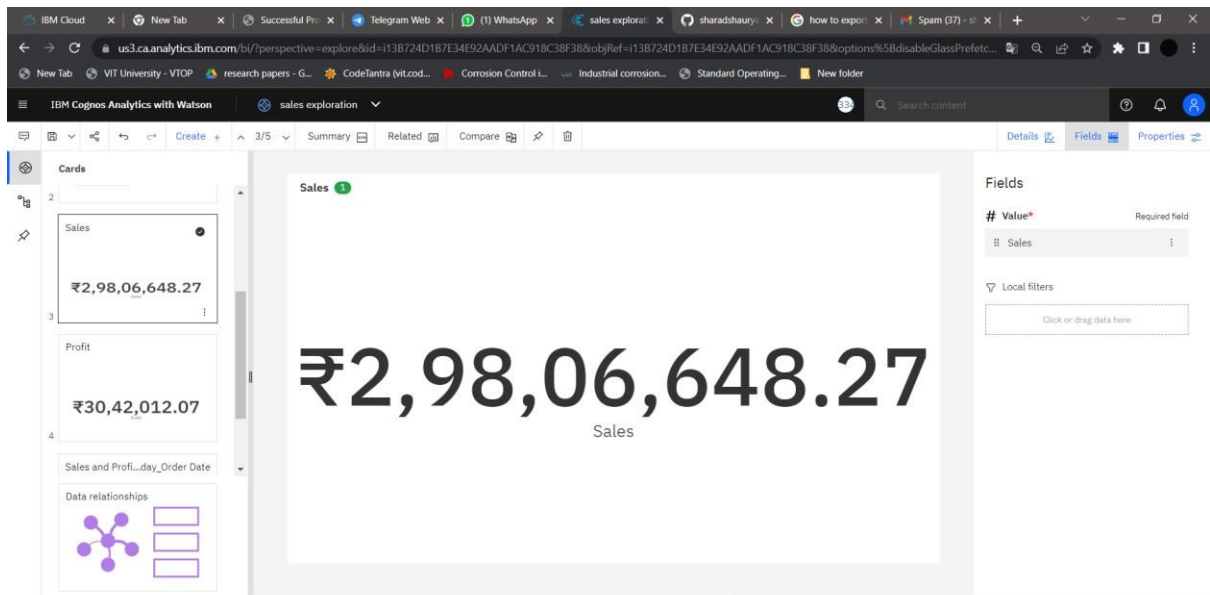 IBM Cloud New Tab Successful Pro Telegram Web (1) WhatsApp sales explorati sharadshaurya how to export Spam (37) - sl
us3.ca.analytics.ibm.com/bi/?perspective=explore&id=i13B724D1B7E34E92AADF1AC918C38F38&objRef=i13B724D1B7E34E92AADF1AC918C38F38&options%5BdisableGlassPrefetc...
New Tab VIT University - VTOP research papers - G... CodeTantra (vit.cod... Corrosion Control i... Industrial corrosion... Standard Operating... New folder
IBM Cognos Analytics with Watson sales exploration 334 Search content
Create + 3/5 Summary Related Compare Details Fields Properties
Cards
2
Sales
₹2,98,06,648.27
3
Profit
₹30,42,012.07
4
Sales and Profi...day_Order Date
Data relationships
Sales 1
₹2,98,06,648.27
Sales
Fields
# Value* Required field
Sales
Local filters
Click or drag data here